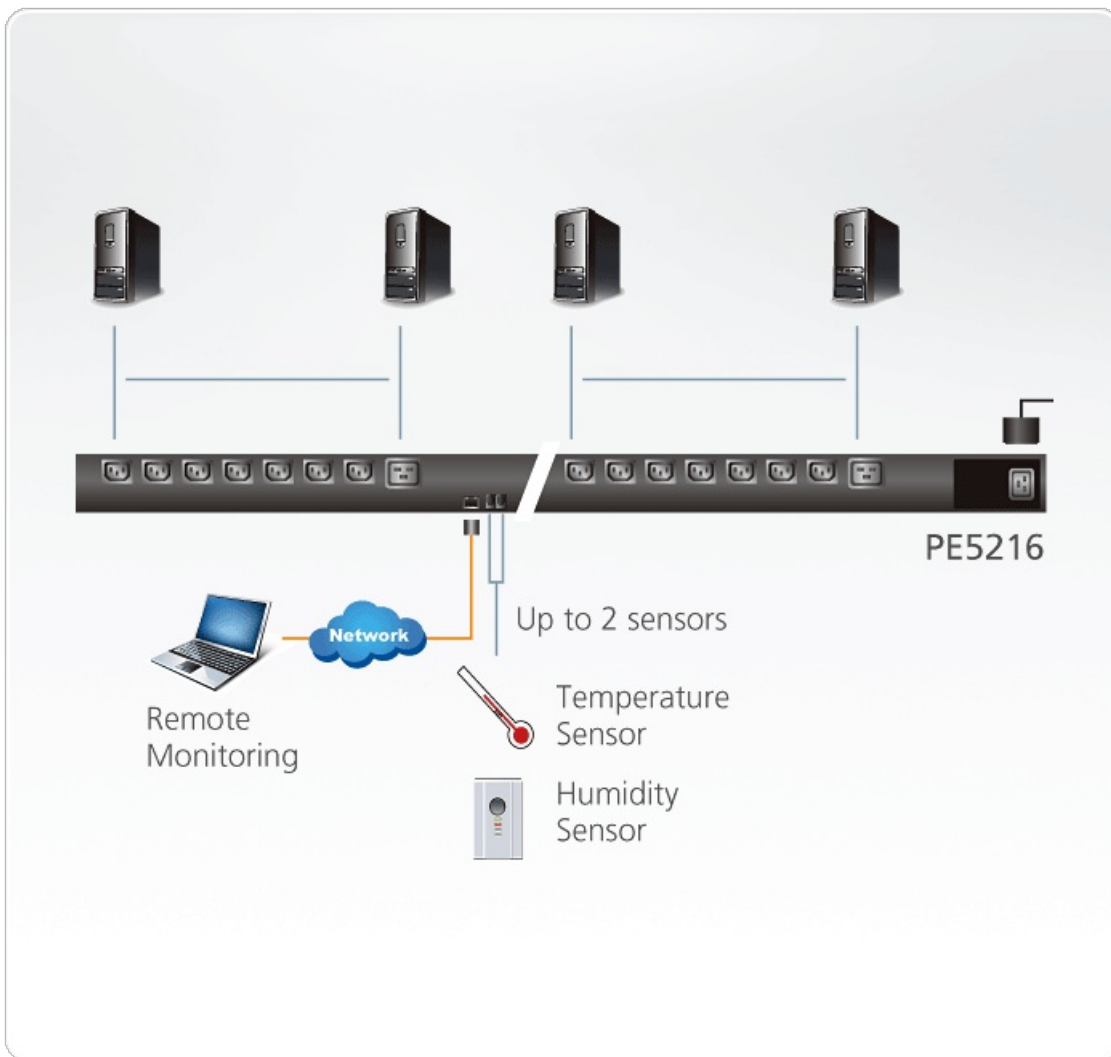 PE5216
Network
Up to 2 sensors
Remote
Monitoring
Temperature
Sensor
Humidity
Sensor